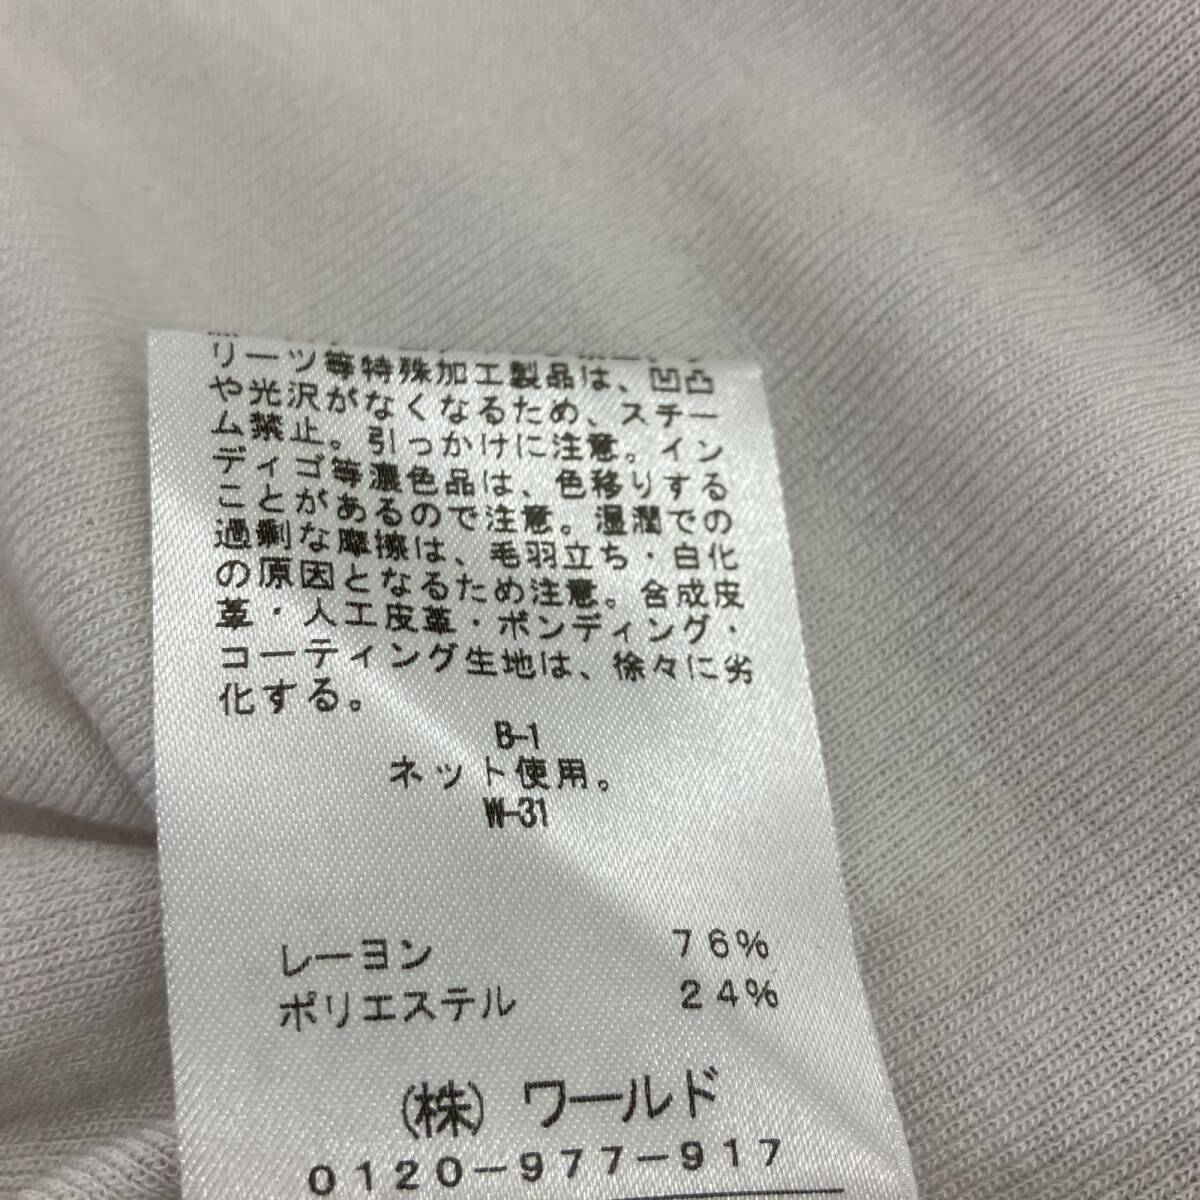 リーツ等特殊加工製品は、凹凸
や光沢がなくなるため、スチー
ム禁止。引っかけに注意。イン
ディゴ等濃色品は、色移りする
ことがあるので注意。湿潤での
過剰な摩擦は、毛羽立ち・白化
の原因となるため注意。合成皮
革・人工皮革・ボンディング・
コーティング生地は、徐々に劣
化する。
B-1
ネット使用。
W-31
レーヨン 76%
ポリエステル 24%
(株)ワールド
0120-977-917